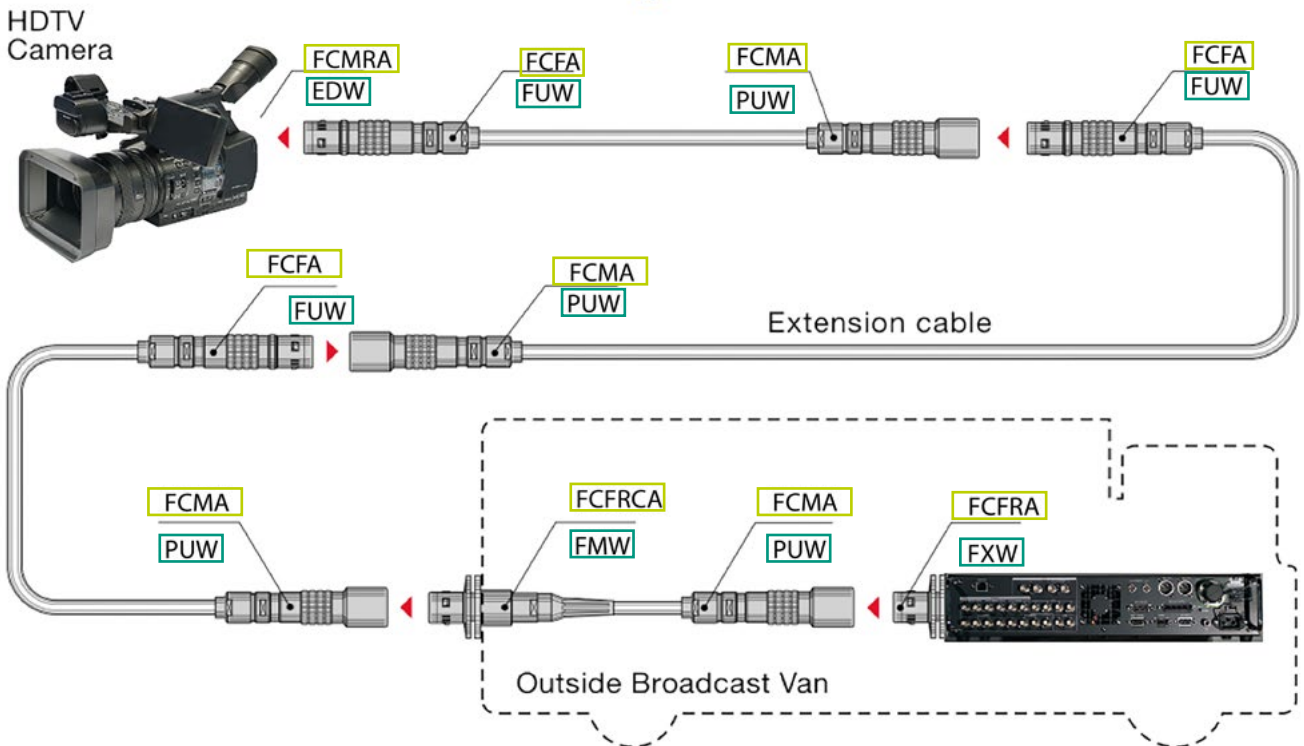 HDTV
Camera
FCMRA
EDW
FCFA
FUW
FCMA
PUW
FCFA
FUW
FCFA
FUW
FCMA
PUW
Extension cable
FCMA
PUW
FCFRCA
FMW
FCMA
PUW
FCFRA
FXW
Outside Broadcast Van